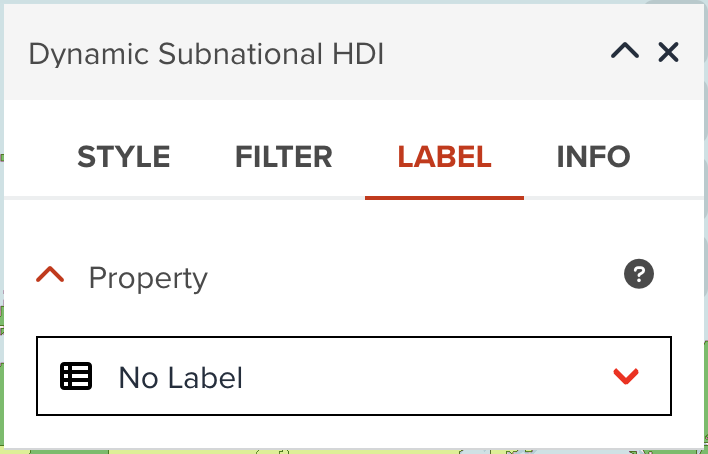 Dynamic Subnational HDI
STYLE FILTER LABEL INFO
Property ?
No Label